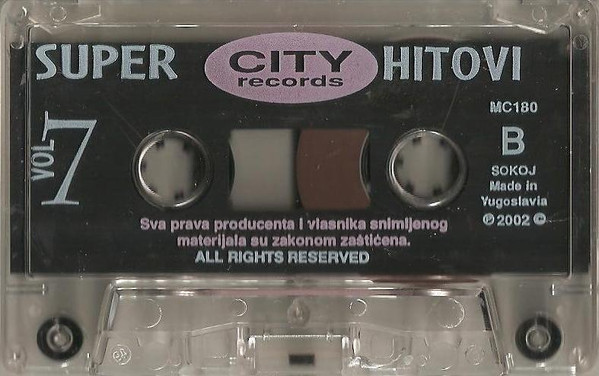 SUPER
CITY
records
HITOVI
VOL 7
MC180
B
SOKOJ
Made in
Yugoslavia
℗ 2002 ©
Sva prava producenta i vlasnika snimljenog
materijala su zakonom zaštićena.
ALL RIGHTS RESERVED